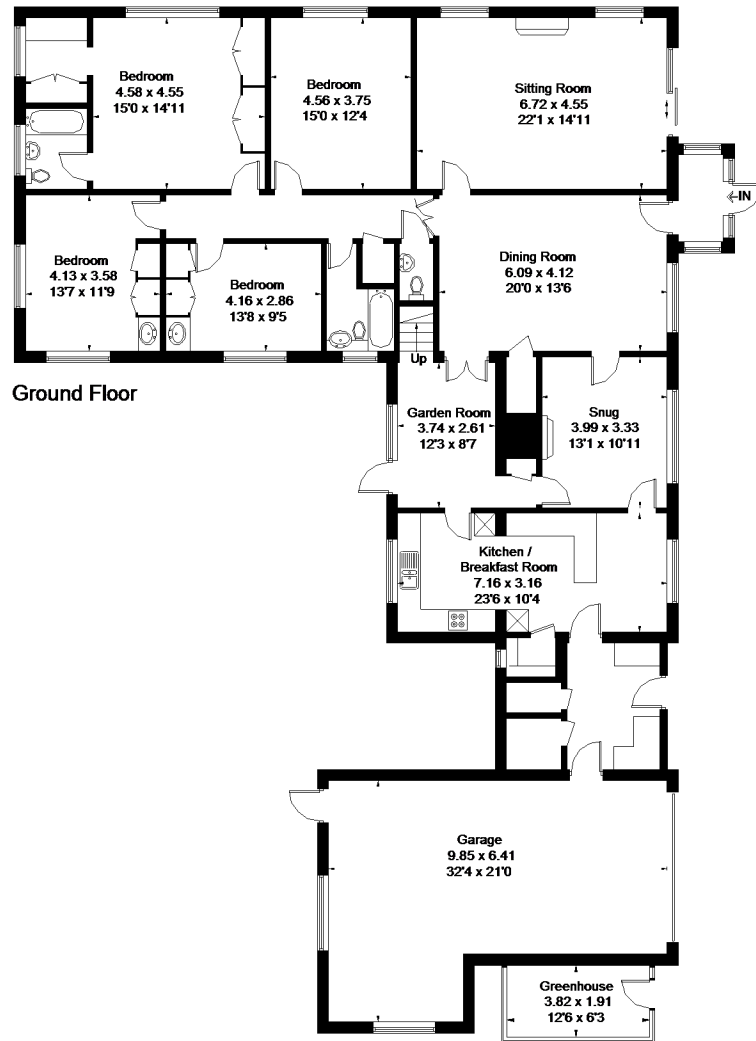 Bedroom
4.58 x 4.55
15'0 x 14'11
Bedroom
4.56 x 3.75
15'0 x 12'4
Sitting Room
6.72 x 4.55
22'1 x 14'11
IN
Bedroom
4.13 x 3.58
13'7 x 11'9
Bedroom
4.16 x 2.86
13'8 x 9'5
Dining Room
6.09 x 4.12
20'0 x 13'6
Up
Ground Floor
Garden Room
3.74 x 2.61
12'3 x 8'7
Snug
3.99 x 3.33
13'1 x 10'11
Kitchen /
Breakfast Room
7.16 x 3.16
23'6 x 10'4
Garage
9.85 x 6.41
32'4 x 21'0
Greenhouse
3.82 x 1.91
12'6 x 6'3